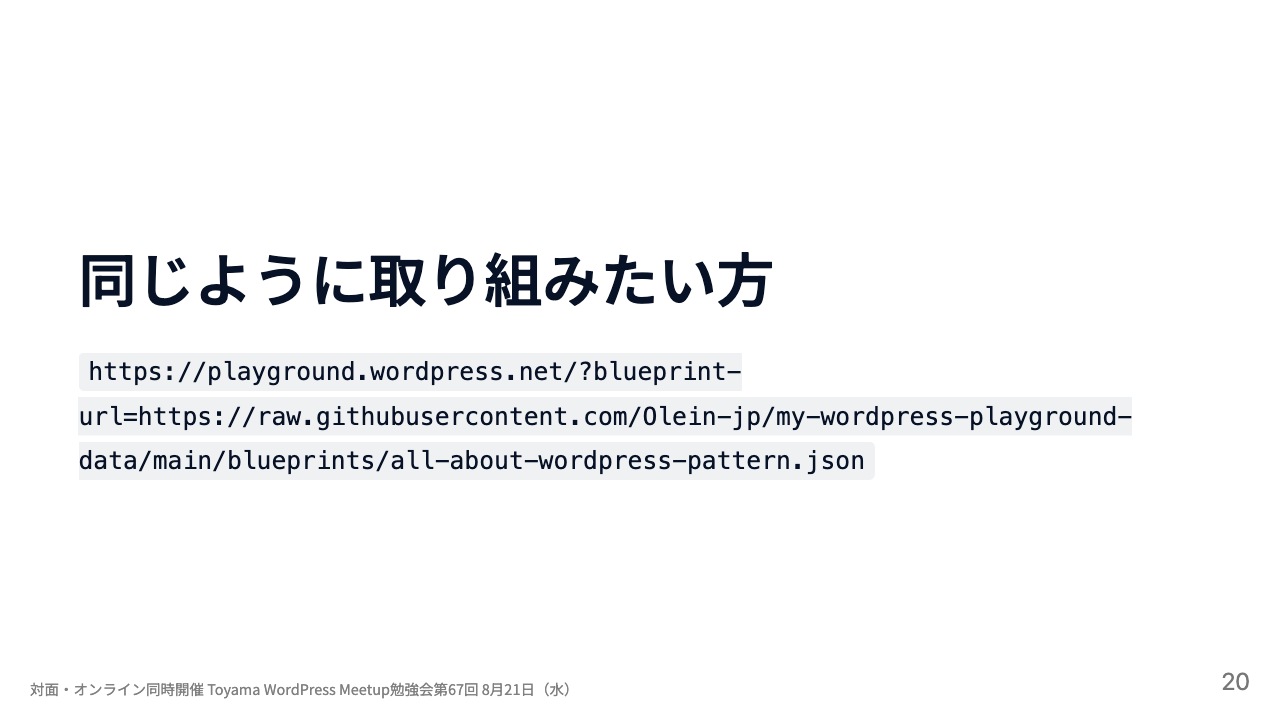 同じように取り組みたい方
https://playground.wordpress.net/?blueprint-
url=https://raw.githubusercontent.com/Olein-jp/my-wordpress-playground-
data/main/blueprints/all-about-wordpress-pattern.json
対面・オンライン同時開催 Toyama WordPress Meetup勉強会第67回 8月21日（水）
20